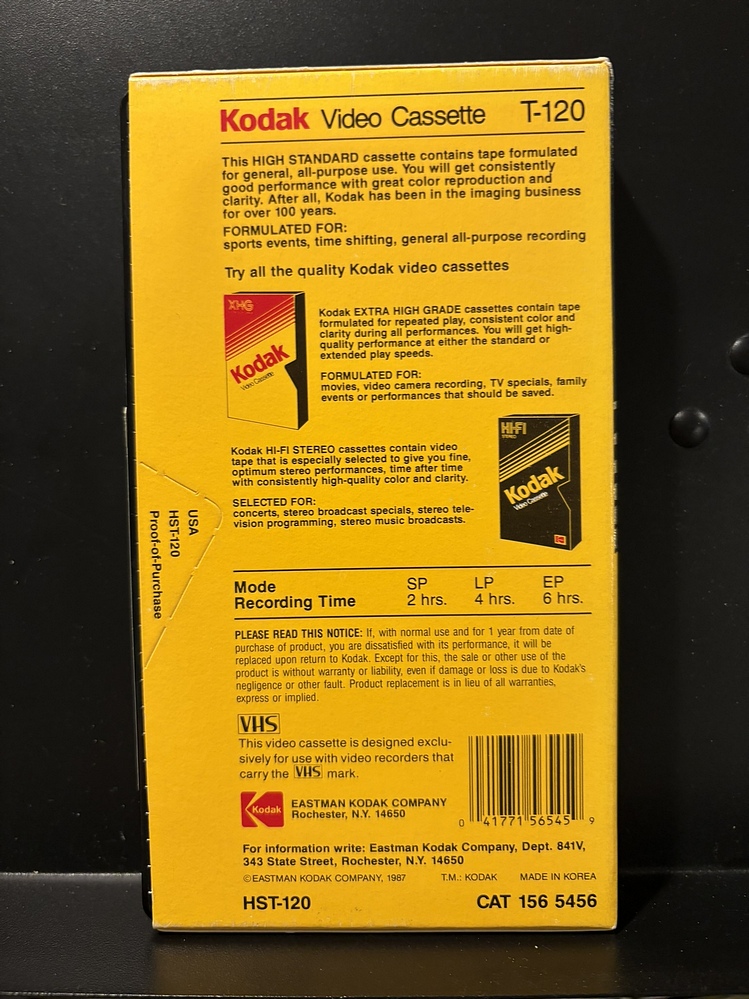 Kodak Video Cassette T-120
This HIGH STANDARD cassette contains tape formulated
for general, all-purpose use. You will get consistently
good performance with great color reproduction and
clarity. After all, Kodak has been in the imaging business
for over 100 years.
FORMULATED FOR:
sports events, time shifting, general all-purpose recording
Try all the quality Kodak video cassettes
XHG
Kodak
Video Cassette
Kodak EXTRA HIGH GRADE cassettes contain tape
formulated for repeated play, consistent color and
clarity during all performances. You will get high-
quality performance at either the standard or
extended play speeds.
FORMULATED FOR:
movies, video camera recording, TV specials, family
events or performances that should be saved.
Kodak HI-FI STEREO cassettes contain video
tape that is especially selected to give you fine,
optimum stereo performances, time after time
with consistently high-quality color and clarity.
SELECTED FOR:
concerts, stereo broadcast specials, stereo tele-
vision programming, stereo music broadcasts.
HI-FI
STEREO
Kodak
Video Cassette
USA
HST-120
Proof-of-Purchase
Mode SP LP EP
Recording Time 2 hrs. 4 hrs. 6 hrs.
PLEASE READ THIS NOTICE: If, with normal use and for 1 year from date of
purchase of product, you are dissatisfied with its performance, it will be
replaced upon return to Kodak. Except for this, the sale or other use of the
product is without warranty or liability, even if damage or loss is due to Kodak's
negligence or other fault. Product replacement is in lieu of all warranties,
express or implied.
VHS
This video cassette is designed exclu-
sively for use with video recorders that
carry the VHS mark.
Kodak
EASTMAN KODAK COMPANY
Rochester, N.Y. 14650
0 41771 56545 9
For information write: Eastman Kodak Company, Dept. 841V,
343 State Street, Rochester, N.Y. 14650
©EASTMAN KODAK COMPANY, 1987 T.M.: KODAK MADE IN KOREA
HST-120 CAT 156 5456